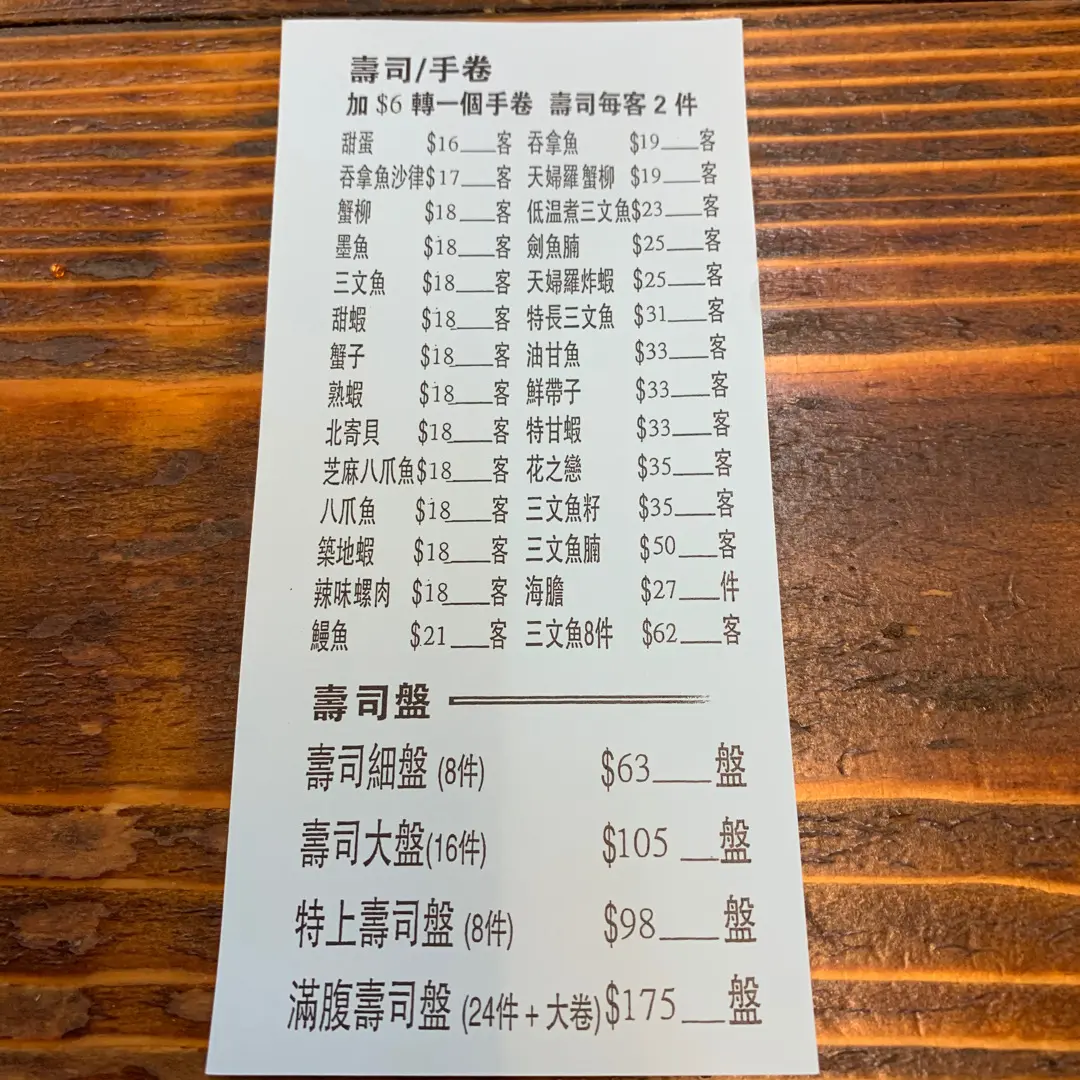 壽司/手卷
加 $6 轉一個手卷 壽司每客 2 件
甜蛋 $16___客 吞拿魚 $19___客
吞拿魚沙律$17___客 天婦羅蟹柳 $19___客
蟹柳 $18___客 低温煮三文魚$23___客
墨魚 $18___客 劍魚腩 $25___客
三文魚 $18___客 天婦羅炸蝦 $25___客
甜蝦 $18___客 特長三文魚 $31___客
蟹子 $18___客 油甘魚 $33___客
熟蝦 $18___客 鮮帶子 $33___客
北寄貝 $18___客 特甘蝦 $33___客
芝麻八爪魚$18___客 花之戀 $35___客
八爪魚 $18___客 三文魚籽 $35___客
築地蝦 $18___客 三文魚腩 $50___客
辣味螺肉 $18___客 海膽 $27___件
鰻魚 $21___客 三文魚8件 $62___客
壽司盤
壽司細盤 (8件) $63___盤
壽司大盤(16件) $105 __盤
特上壽司盤 (8件) $98___盤
滿腹壽司盤 (24件 + 大卷)$175__盤